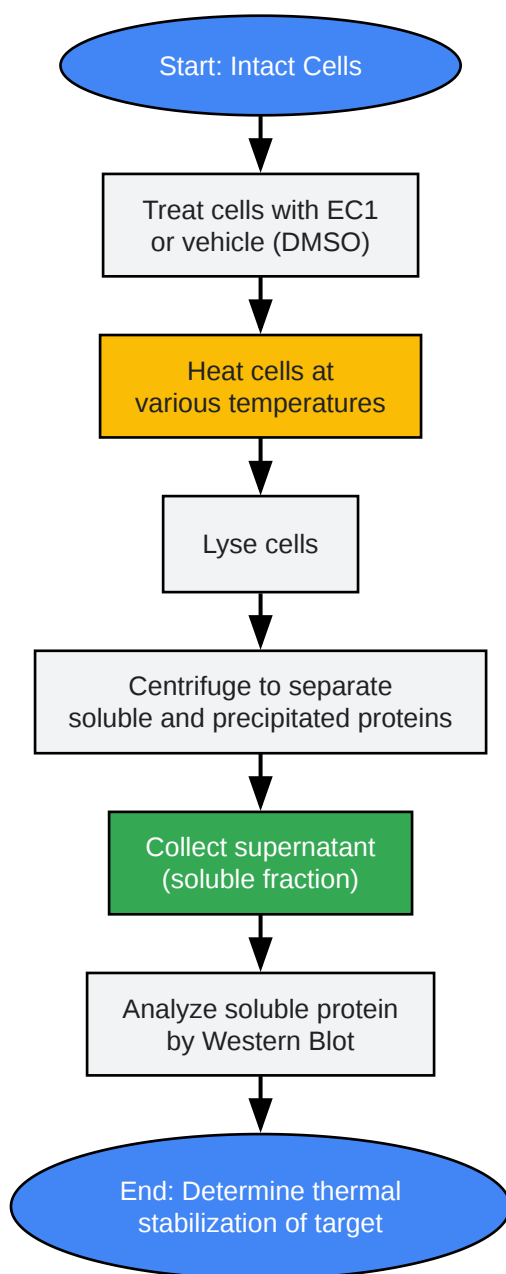 Start: Intact Cells
Treat cells with EC1
or vehicle (DMSO)
Heat cells at
various temperatures
Lyse cells
Centrifuge to separate
soluble and precipitated proteins
Collect supernatant
(soluble fraction)
Analyze soluble protein
by Western Blot
End: Determine thermal
stabilization of target